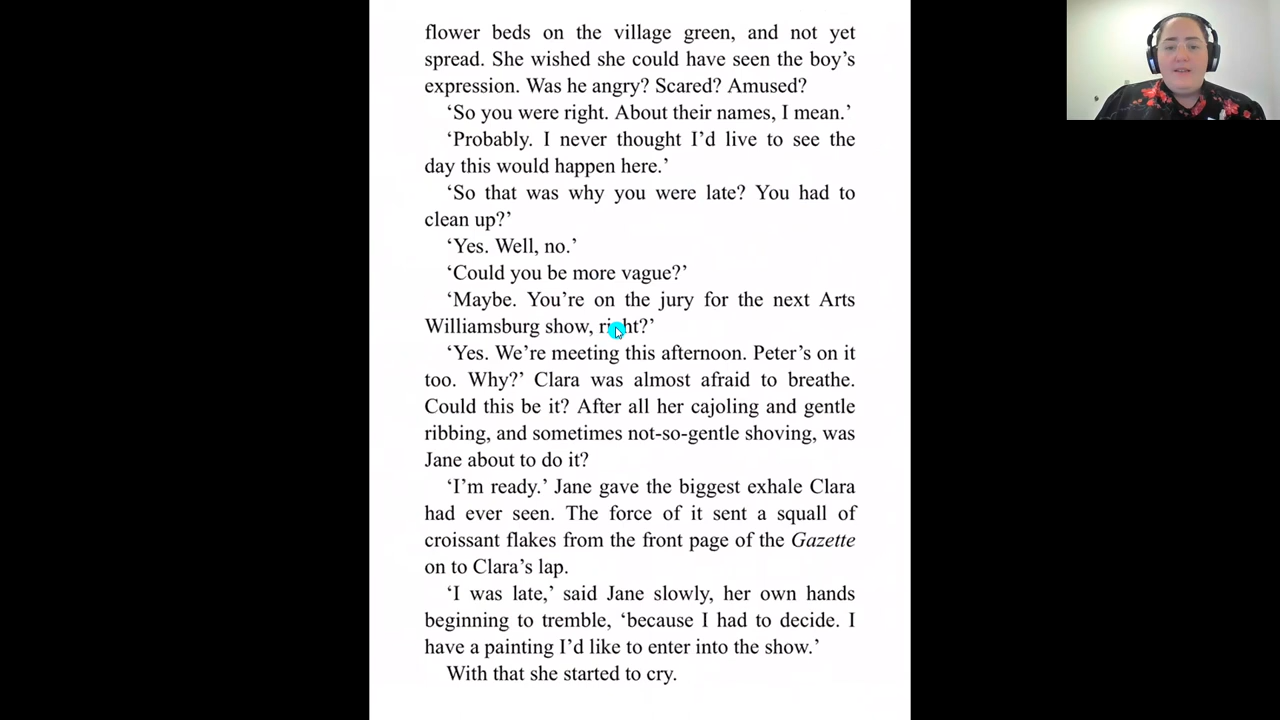 flower beds on the village green, and not yet
spread. She wished she could have seen the boy’s
expression. Was he angry? Scared? Amused?
‘So you were right. About their names, I mean.’
‘Probably. I never thought I’d live to see the
day this would happen here.’
‘So that was why you were late? You had to
clean up?’
‘Yes. Well, no.’
‘Could you be more vague?’
‘Maybe. You’re on the jury for the next Arts
Williamsburg show, right?’
‘Yes. We’re meeting this afternoon. Peter’s on it
too. Why?’ Clara was almost afraid to breathe.
Could this be it? After all her cajoling and gentle
ribbing, and sometimes not-so-gentle shoving, was
Jane about to do it?
‘I’m ready.’ Jane gave the biggest exhale Clara
had ever seen. The force of it sent a squall of
croissant flakes from the front page of the Gazette
on to Clara’s lap.
‘I was late,’ said Jane slowly, her own hands
beginning to tremble, ‘because I had to decide. I
have a painting I’d like to enter into the show.’
With that she started to cry.